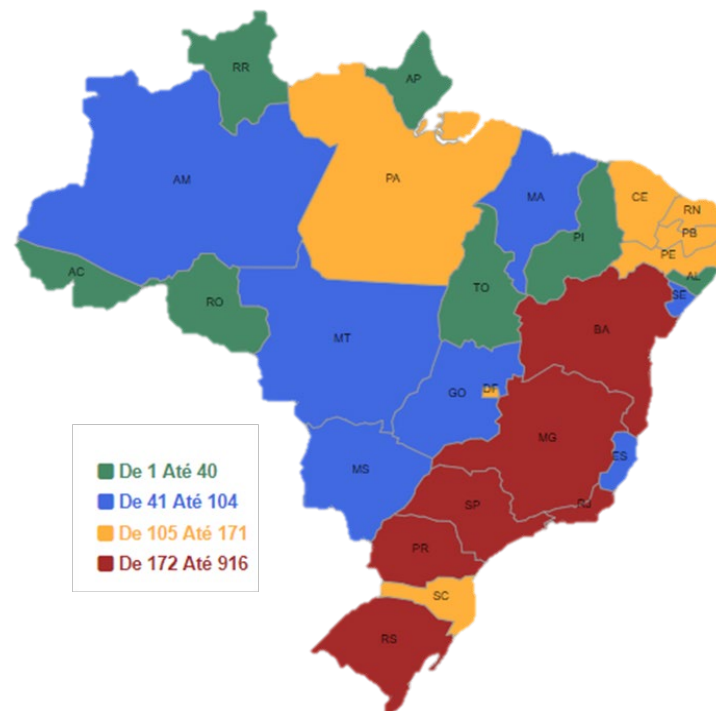 RR
AP
AM
PA
MA
CE
RN
PB
PE
PI
AL
SE
AC
RO
TO
BA
MT
GO
DF
MG
ES
MS
SP
RJ
PR
SC
RS
De 1 Até 40
De 41 Até 104
De 105 Até 171
De 172 Até 916